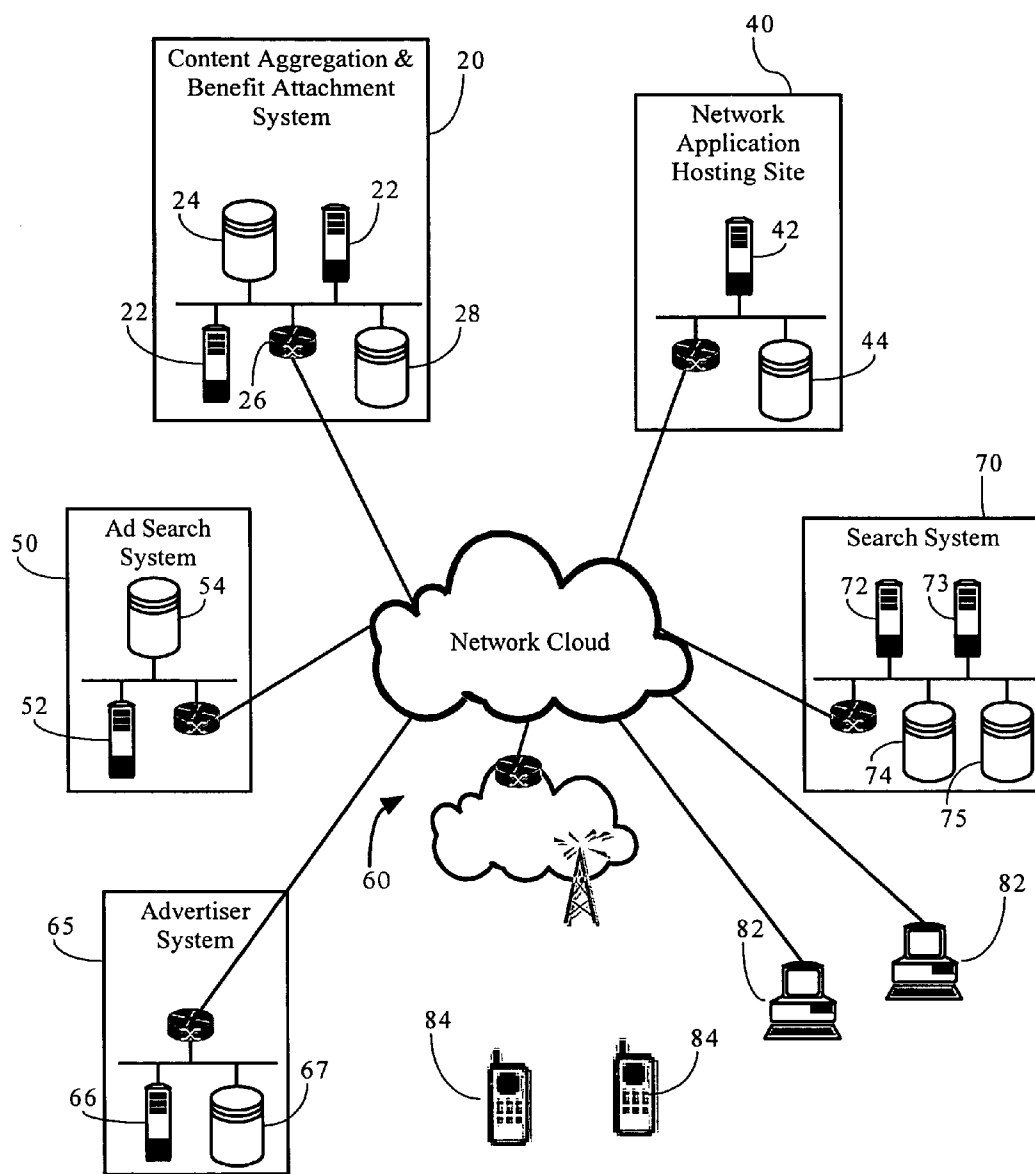 40
Content Aggregation &
Benefit Attachment
System
20
Network
Application
Hosting Site
24
22
42
22
28
26
44
70
Ad Search
System
Search System
50
54
72
73
Network Cloud
52
74
75
60
Advertiser
System
65
82
82
84
84
66
67